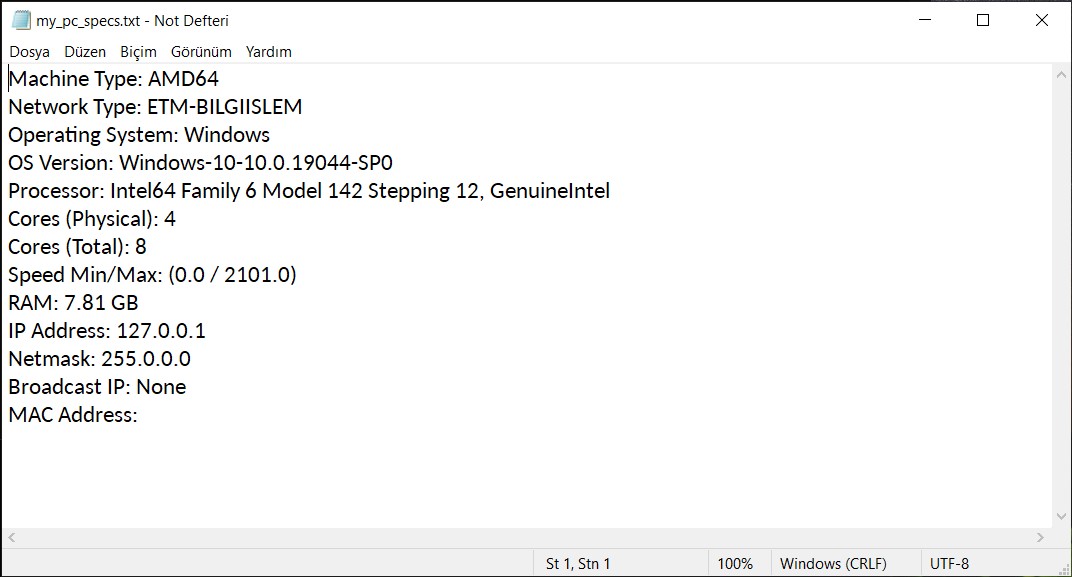 my_pc_specs.txt - Not Defteri
Dosya Düzen Biçim Görünüm Yardım
Machine Type: AMD64
Network Type: ETM-BILGIISLEM
Operating System: Windows
OS Version: Windows-10-10.0.19044-SP0
Processor: Intel64 Family 6 Model 142 Stepping 12, GenuineIntel
Cores (Physical): 4
Cores (Total): 8
Speed Min/Max: (0.0 / 2101.0)
RAM: 7.81 GB
IP Address: 127.0.0.1
Netmask: 255.0.0.0
Broadcast IP: None
MAC Address:
St 1, Stn 1 100% Windows (CRLF) UTF-8